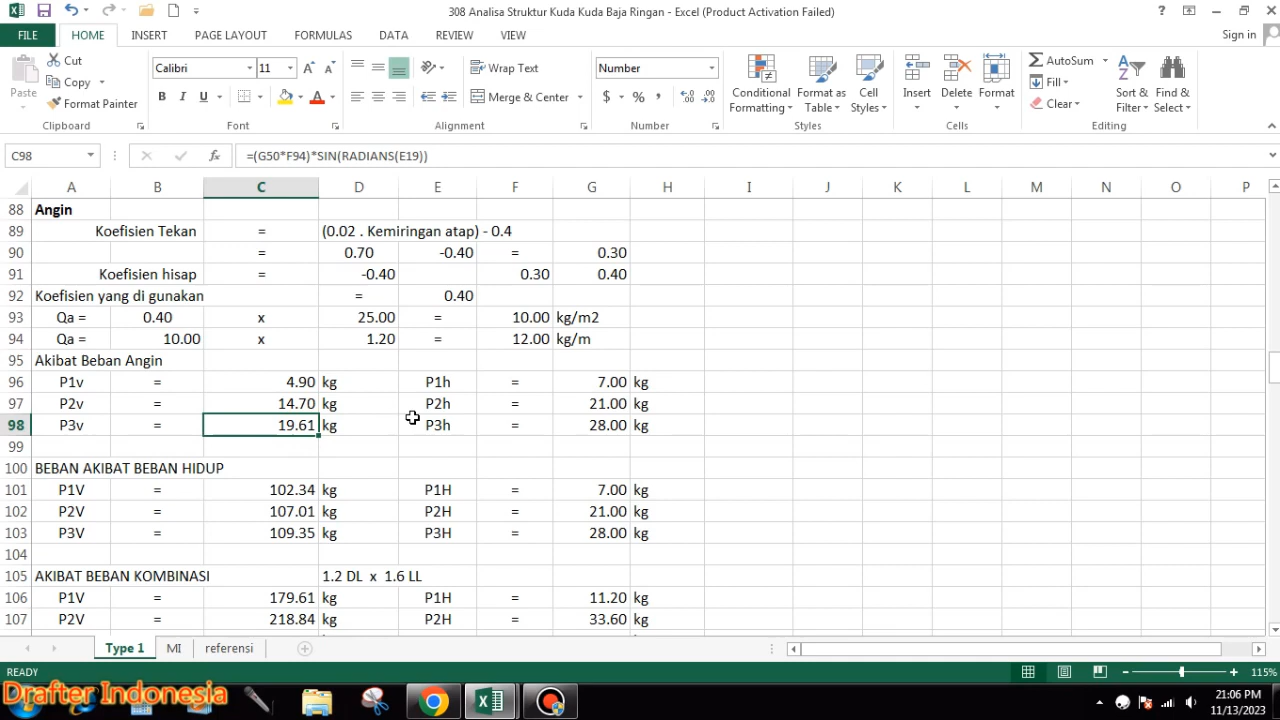 308 Analisa Struktur Kuda Kuda Baja Ringan - Excel (Product Activation Failed)
FILE HOME INSERT PAGE LAYOUT FORMULAS DATA REVIEW VIEW Sign in
Cut
Copy
Format Painter
Paste
Clipboard
Calibri 11
B I U
Font
Wrap Text
Merge & Center
Alignment
Number
$ % ,
Number
Conditional Formatting
Format as Table
Cell Styles
Styles
Insert
Delete
Format
Cells
AutoSum
Fill
Clear
Sort & Filter
Find & Select
Editing
C98 fx =(G50*F94)*SIN(RADIANS(E19))
A B C D E F G H I J K L M N O P
88 Angin
89 Koefisien Tekan = (0.02 . Kemiringan atap) - 0.4
90 = 0.70 -0.40 = 0.30
91 Koefisien hisap = -0.40 0.30 0.40
92 Koefisien yang di gunakan = 0.40
93 Qa = 0.40 x 25.00 = 10.00 kg/m2
94 Qa = 10.00 x 1.20 = 12.00 kg/m
95 Akibat Beban Angin
96 P1v = 4.90 kg P1h = 7.00 kg
97 P2v = 14.70 kg P2h = 21.00 kg
98 P3v = 19.61 kg P3h = 28.00 kg
99
100 BEBAN AKIBAT BEBAN HIDUP
101 P1V = 102.34 kg P1H = 7.00 kg
102 P2V = 107.01 kg P2H = 21.00 kg
103 P3V = 109.35 kg P3H = 28.00 kg
104
105 AKIBAT BEBAN KOMBINASI 1.2 DL x 1.6 LL
106 P1V = 179.61 kg P1H = 11.20 kg
107 P2V = 218.84 kg P2H = 33.60 kg
Type 1 MI referensi
READY 115%
Drafter Indonesia
21:06 PM
11/13/2023